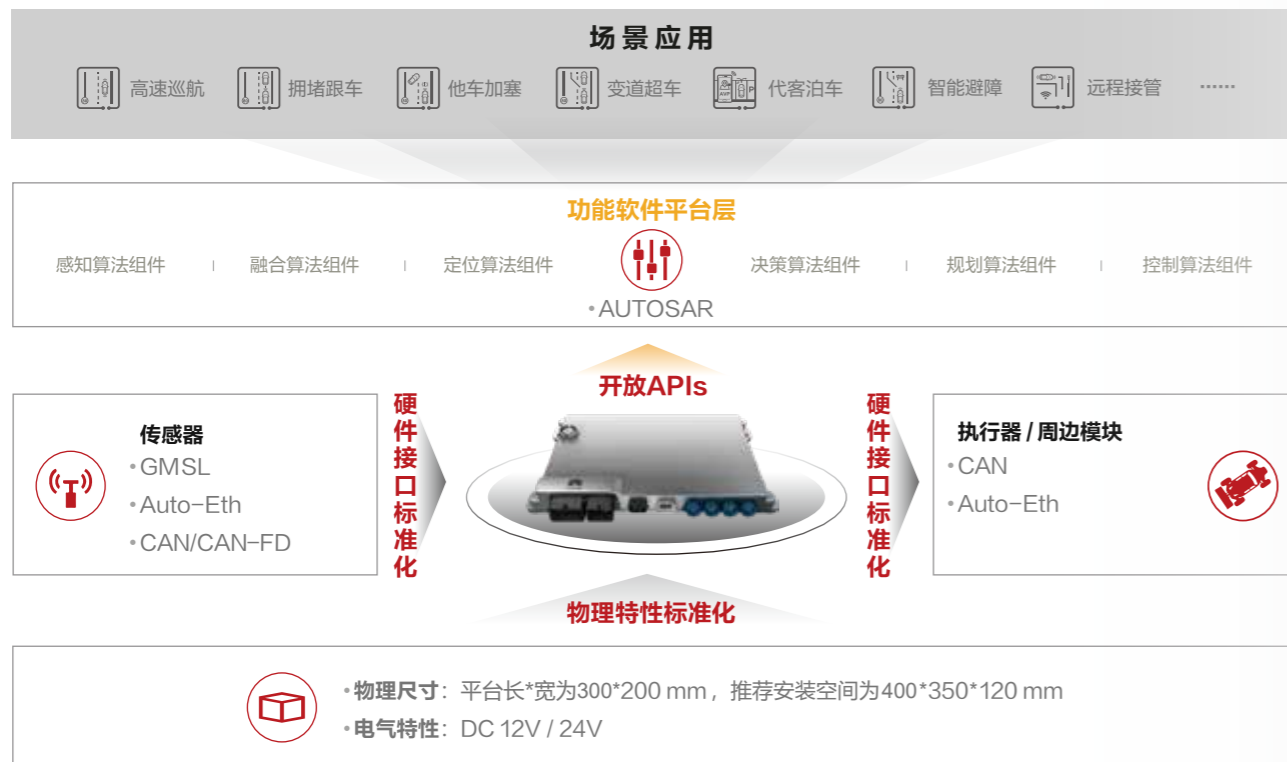 场景应用
高速巡航 拥堵跟车 他车加塞 变道超车 代客泊车 智能避障 远程接管 ……
功能软件平台层
感知算法组件 | 融合算法组件 | 定位算法组件 决策算法组件 | 规划算法组件 | 控制算法组件
•AUTOSAR
开放APIs
传感器
•GMSL
•Auto-Eth
•CAN/CAN-FD
硬件接口标准化
硬件接口标准化
执行器 / 周边模块
•CAN
•Auto-Eth
物理特性标准化
•物理尺寸：平台长*宽为300*200 mm，推荐安装空间为400*350*120 mm
•电气特性：DC 12V / 24V